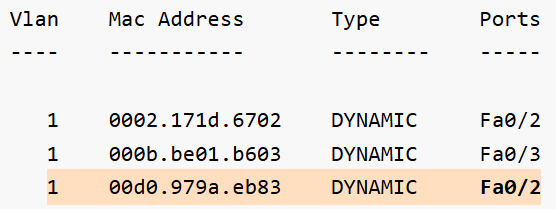 Vlan    Mac Address       Type        Ports
----    -----------       --------    -----
   1    0002.171d.6702    DYNAMIC     Fa0/2
   1    000b.be01.b603    DYNAMIC     Fa0/3
   1    00d0.979a.eb83    DYNAMIC     Fa0/2